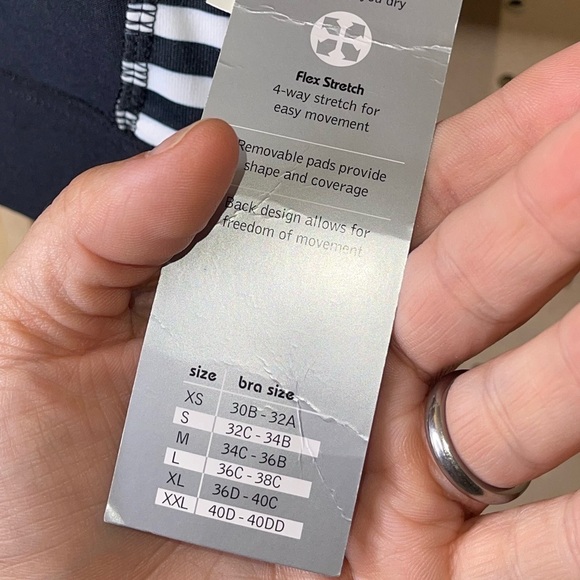 dry
Flex Stretch
4-way stretch for
easy movement
Removable pads provide
shape and coverage
Back design allows for
freedom of movement
size bra size
XS 30B - 32A
S 32C - 34B
M 34C - 36B
L 36C - 38C
XL 36D - 40C
XXL 40D - 40DD